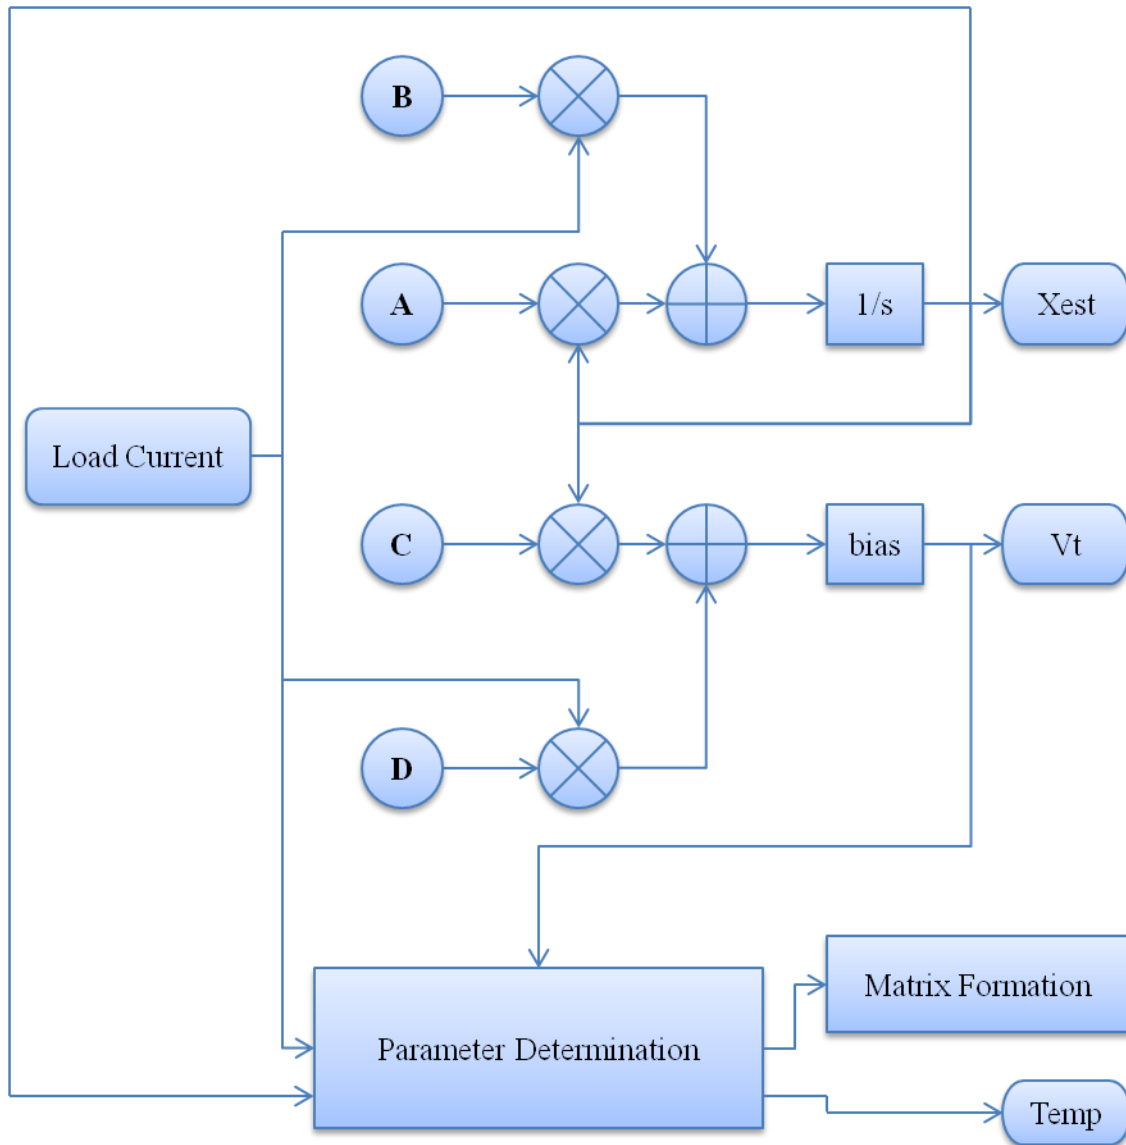 B
A
1/s
Xest
Load Current
C
bias
Vt
D
Matrix Formation
Parameter Determination
Temp